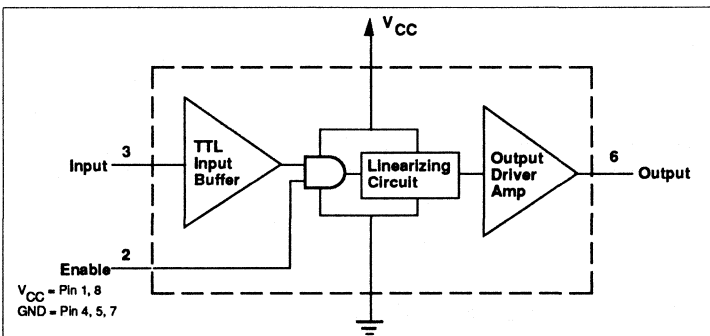 VCC
TTL
Input
Buffer
Linearizing
Circuit
Output
Driver
Amp
Input
3
6
Output
Enable
2
VCC = Pin 1, 8
GND = Pin 4, 5, 7